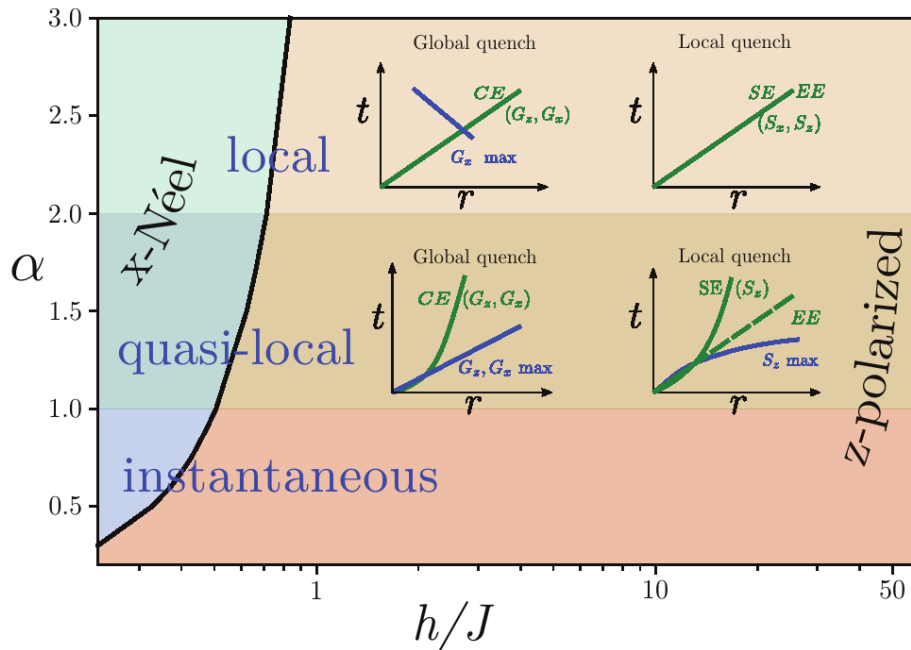 3.0
2.5
2.0
1.5
1.0
0.5
α
x-Néel
local
quasi-local
instantaneous
Global quench
t
CE
(G_z, G_x)
G_x max
r
Local quench
t
SE EE
(S_x, S_z)
r
Global quench
t
CE (G_z, G_x)
G_z, G_x max
r
Local quench
t
SE (S_z)
EE
S_z max
r
z-polarized
1
10
50
h/J